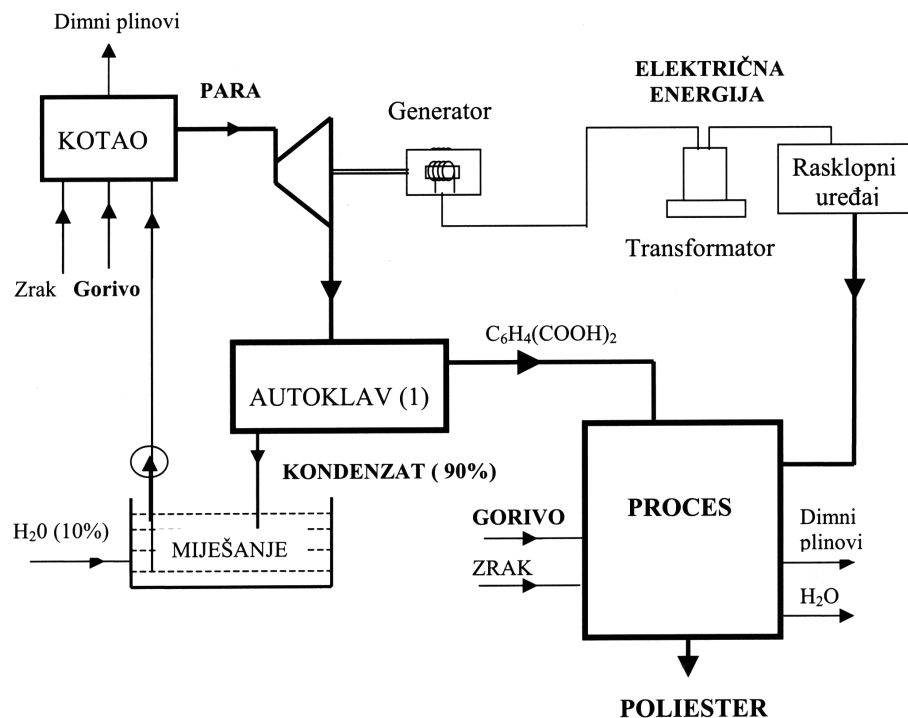 Dimni plinovi
PARA
KOTAO
Generator
ELEKTRIČNA
ENERGIJA
Rasklopni
uređaj
Transformator
Zrak Gorivo
C₆H₄(COOH)₂
AUTOKLAV (1)
KONDENZAT ( 90%)
H₂0 (10%)
MIJEŠANJE
GORIVO
ZRAK
PROCES
Dimni
plinovi
H₂O
POLIESTER